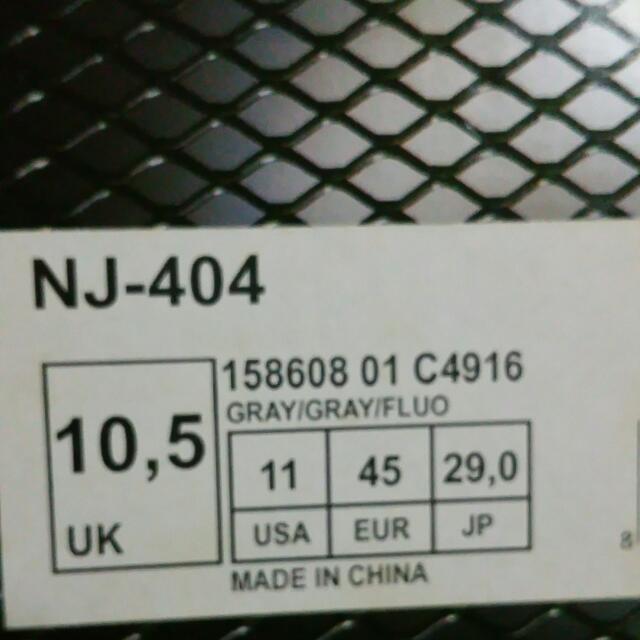 NJ-404
158608 01 C4916
GRAY/GRAY/FLUO
10,5
UK
11 45 29,0
USA EUR JP
MADE IN CHINA
8